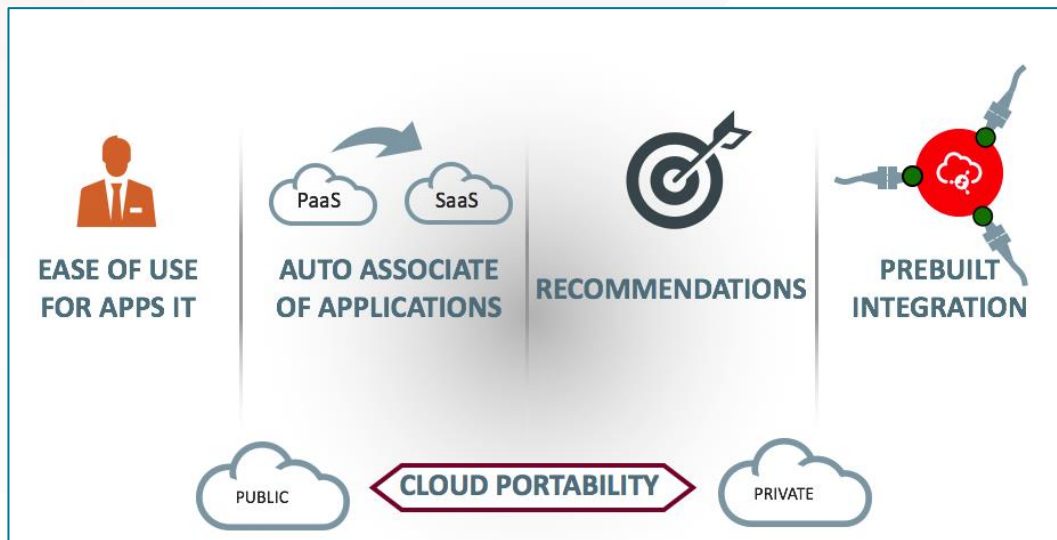 PaaS
SaaS
EASE OF USE
FOR APPS IT
AUTO ASSOCIATE
OF APPLICATIONS
RECOMMENDATIONS
PREBUILT
INTEGRATION
PUBLIC
CLOUD PORTABILITY
PRIVATE